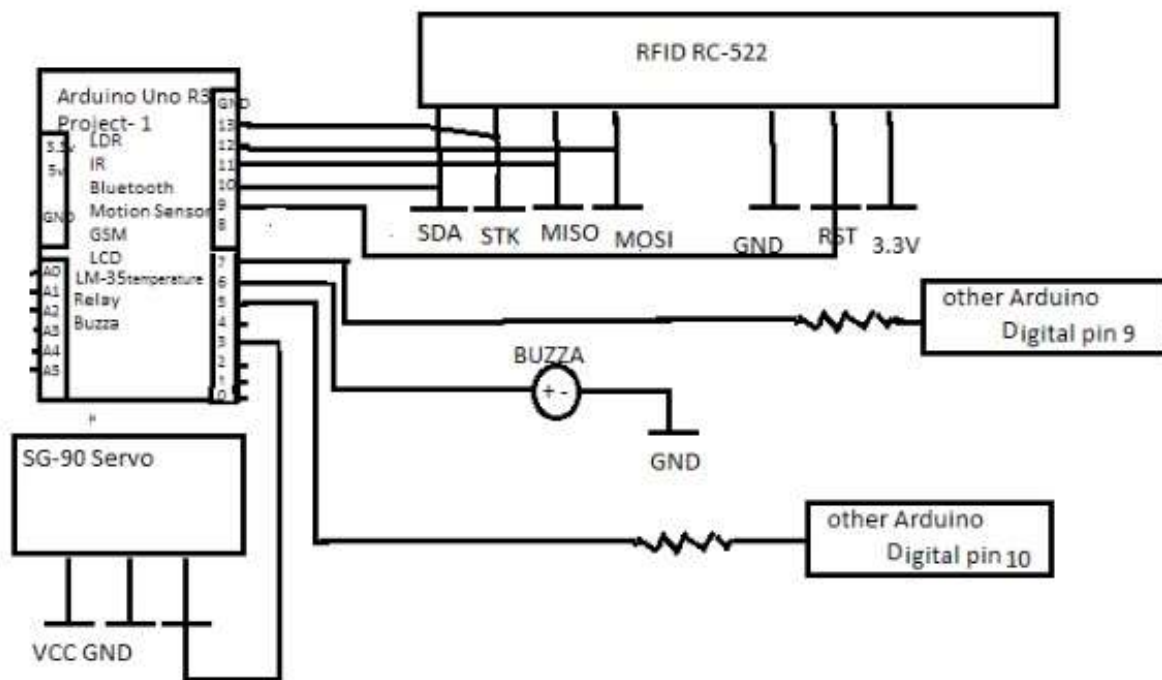 RFID RC-522
Arduino Uno R3
Project- 1
LDR
IR
Bluetooth
Motion Sensor
GSM
LCD
LM-35temperature
Relay
Buzza
3.3v
5v
GND
A0
A1
A2
A3
A4
A5
GND
13
12
11
10
9
8
7
6
5
4
3
2
1
0
SDA
STK
MISO
MOSI
GND
RST
3.3V
other Arduino
Digital pin 9
BUZZA
+ -
GND
SG-90 Servo
VCC GND
other Arduino
Digital pin 10